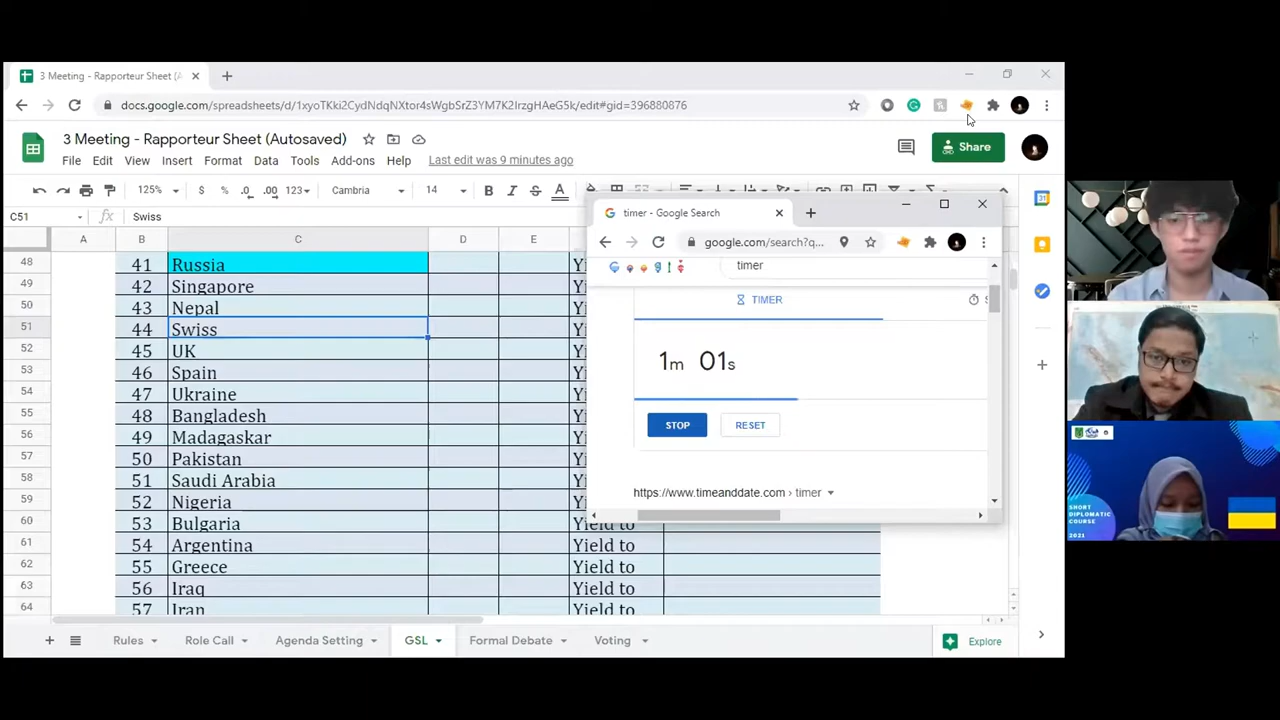 3 Meeting - Rapporteur Sheet (A
docs.google.com/spreadsheets/d/1xyoTKki2CydNdqNXtor4sWgbSrZ3YM7K2IrzgHAeG5k/edit#gid=396880876
3 Meeting - Rapporteur Sheet (Autosaved)
Share
File Edit View Insert Format Data Tools Add-ons Help Last edit was 9 minutes ago
125% $ % .0 .00 123 Cambria 14 B I S A
C51 fx Swiss
A B C D E
48 41 Russia
49 42 Singapore
50 43 Nepal
51 44 Swiss
52 45 UK
53 46 Spain
54 47 Ukraine
55 48 Bangladesh
56 49 Madagaskar
57 50 Pakistan
58 51 Saudi Arabia
59 52 Nigeria
60 53 Bulgaria Yield to
61 54 Argentina Yield to
62 55 Greece Yield to
63 56 Iraq Yield to
64 57 Iran Yield to
timer - Google Search
google.com/search?q...
timer
TIMER
1m 01s
STOP RESET
https://www.timeanddate.com › timer
Rules Role Call Agenda Setting GSL Formal Debate Voting Explore
SHORT
DIPLOMATIC
COURSE
2021